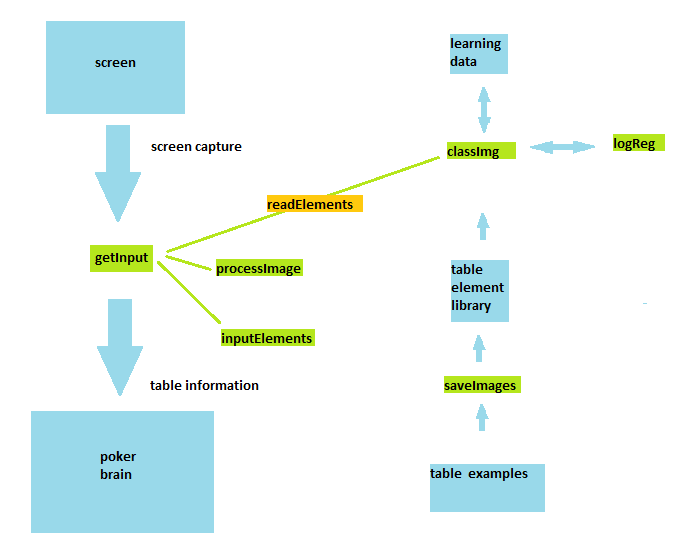 screen
learning
data
screen capture
classImg
logReg
readElements
getInput
processImage
table
element
library
inputElements
table information
saveImages
poker
brain
table examples